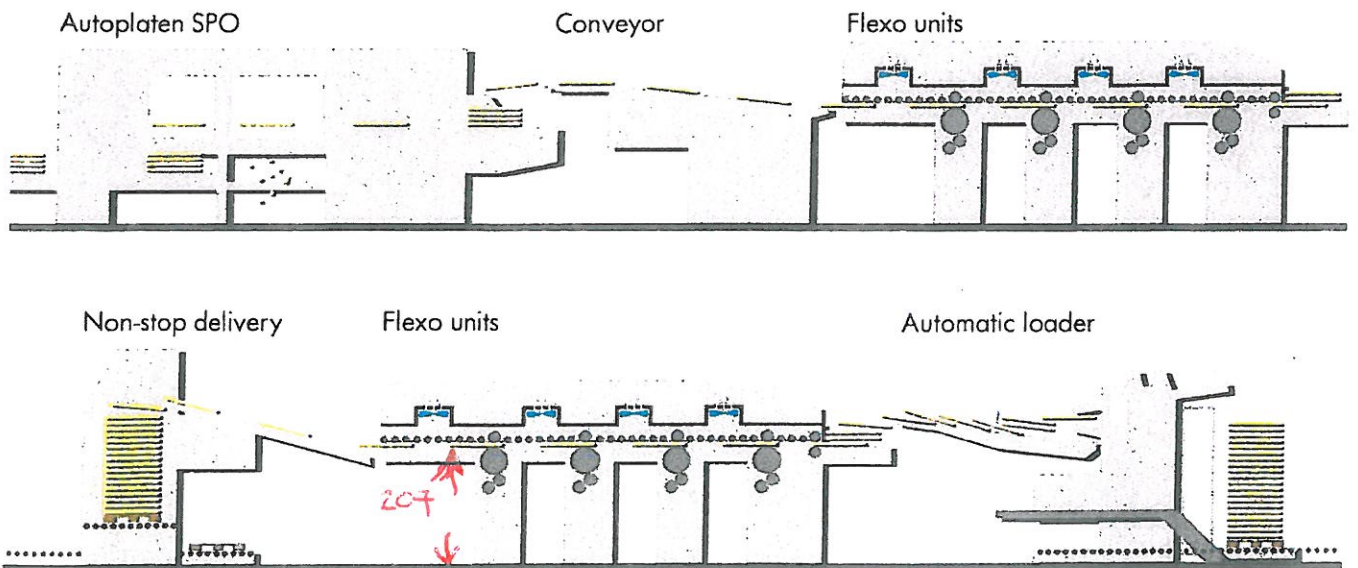 Autoplaten SPO
Conveyor
Flexo units
Non-stop delivery
Flexo units
Automatic loader
207